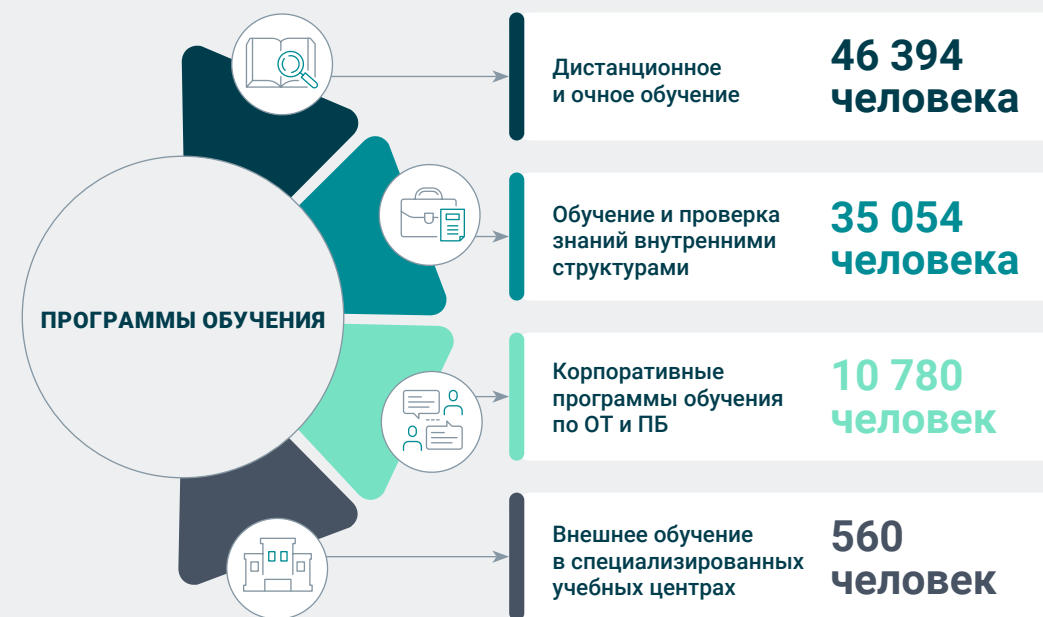 ПРОГРАММЫ ОБУЧЕНИЯ
Дистанционное
и очное обучение
46 394
человека
Обучение и проверка
знаний внутренними
структурами
35 054
человека
Корпоративные
программы обучения
по ОТ и ПБ
10 780
человек
Внешнее обучение
в специализированных
учебных центрах
560
человек